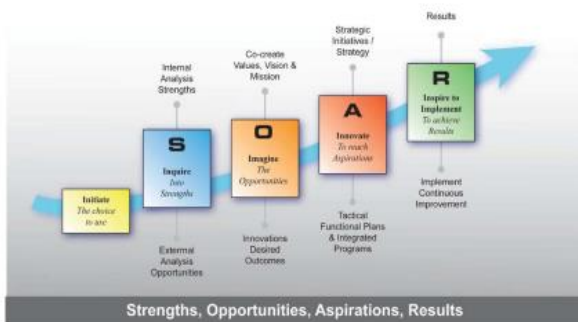 Results
Strategic
Initiatives /
Strategy
Co-create
Values, Vision &
Mission
Internal
Analysis
Strengths
R
Inspire to
Implement
To achieve
Results
A
Innovate
To reach
Aspirations
O
Imagine
The
Opportunities
S
Inquire
Into
Strengths
Initiate
The choice
to use
Implement
Continuous
Improvement
Tactical
Functional Plans
& Integrated
Programs
Innovations
Desired
Outcomes
Extermal
Analysis
Opportunities
Strengths, Opportunities, Aspirations, Results